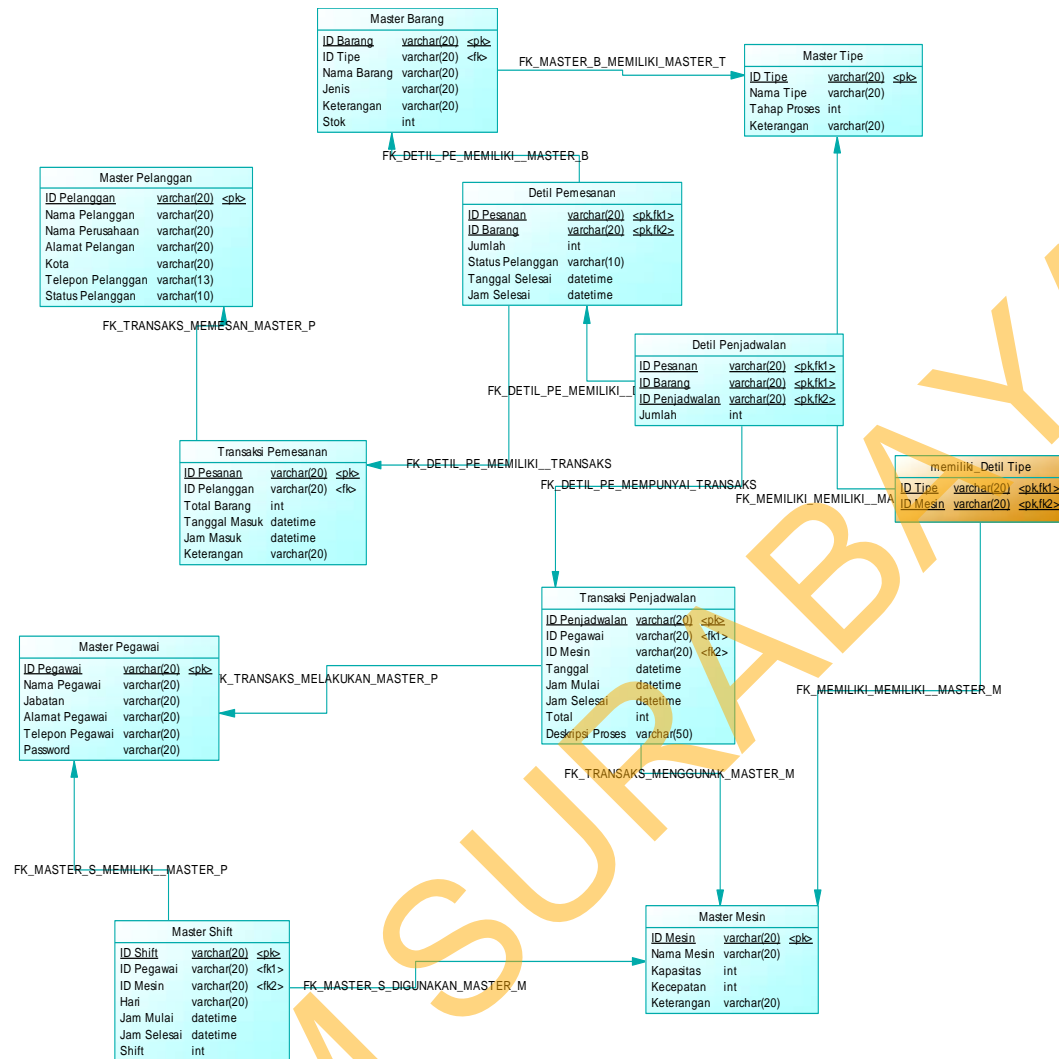 Master Barang
ID Barang varchar(20) <pk>
ID Tipe varchar(20) <fk>
Nama Barang varchar(20)
Jenis varchar(20)
Keterangan varchar(20)
Stok int
FK_MASTER_B_MEMILIKI_MASTER_T
Master Tipe
ID Tipe varchar(20) <pk>
Nama Tipe varchar(20)
Tahap Proses int
Keterangan varchar(20)
FK_DETIL_PE_MEMILIKI__MASTER_B
Master Pelanggan
ID Pelanggan varchar(20) <pk>
Nama Pelanggan varchar(20)
Nama Perusahaan varchar(20)
Alamat Pelangan varchar(20)
Kota varchar(20)
Telepon Pelanggan varchar(13)
Status Pelanggan varchar(10)
Detil Pemesanan
ID Pesanan varchar(20) <pk,fk1>
ID Barang varchar(20) <pk,fk2>
Jumlah int
Status Pelanggan varchar(10)
Tanggal Selesai datetime
Jam Selesai datetime
FK_TRANSAKS_MEMESAN_MASTER_P
Detil Penjadwalan
ID Pesanan varchar(20) <pk,fk1>
ID Barang varchar(20) <pk,fk1>
ID Penjadwalan varchar(20) <pk,fk2>
Jumlah int
FK_DETIL_PE_MEMILIKI__
Transaksi Pemesanan
ID Pesanan varchar(20) <pk>
ID Pelanggan varchar(20) <fk>
Total Barang int
Tanggal Masuk datetime
Jam Masuk datetime
Keterangan varchar(20)
FK_DETIL_PE_MEMILIKI__TRANSAKS
FK_DETIL_PE_MEMPUNYAI_TRANSAKS
FK_MEMILIKI_MEMILIKI__MA
memiliki_Detil Tipe
ID Tipe varchar(20) <pk,fk1>
ID Mesin varchar(20) <pk,fk2>
Transaksi Penjadwalan
ID Penjadwalan varchar(20) <pk>
ID Pegawai varchar(20) <fk1>
ID Mesin varchar(20) <fk2>
Tanggal datetime
Jam Mulai datetime
Jam Selesai datetime
Total int
Deskripsi Proses varchar(50)
Master Pegawai
ID Pegawai varchar(20) <pk>
Nama Pegawai varchar(20)
Jabatan varchar(20)
Alamat Pegawai varchar(20)
Telepon Pegawai varchar(20)
Password varchar(20)
K_TRANSAKS_MELAKUKAN_MASTER_P
FK_MEMILIKI_MEMILIKI__MASTER_M
FK_TRANSAKS_MENGGUNAK_MASTER_M
FK_MASTER_S_MEMILIKI__MASTER_P
Master Shift
ID Shift varchar(20) <pk>
ID Pegawai varchar(20) <fk1>
ID Mesin varchar(20) <fk2>
Hari varchar(20)
Jam Mulai datetime
Jam Selesai datetime
Shift int
FK_MASTER_S_DIGUNAKAN_MASTER_M
Master Mesin
ID Mesin varchar(20) <pk>
Nama Mesin varchar(20)
Kapasitas int
Kecepatan int
Keterangan varchar(20)
M SURABAYA